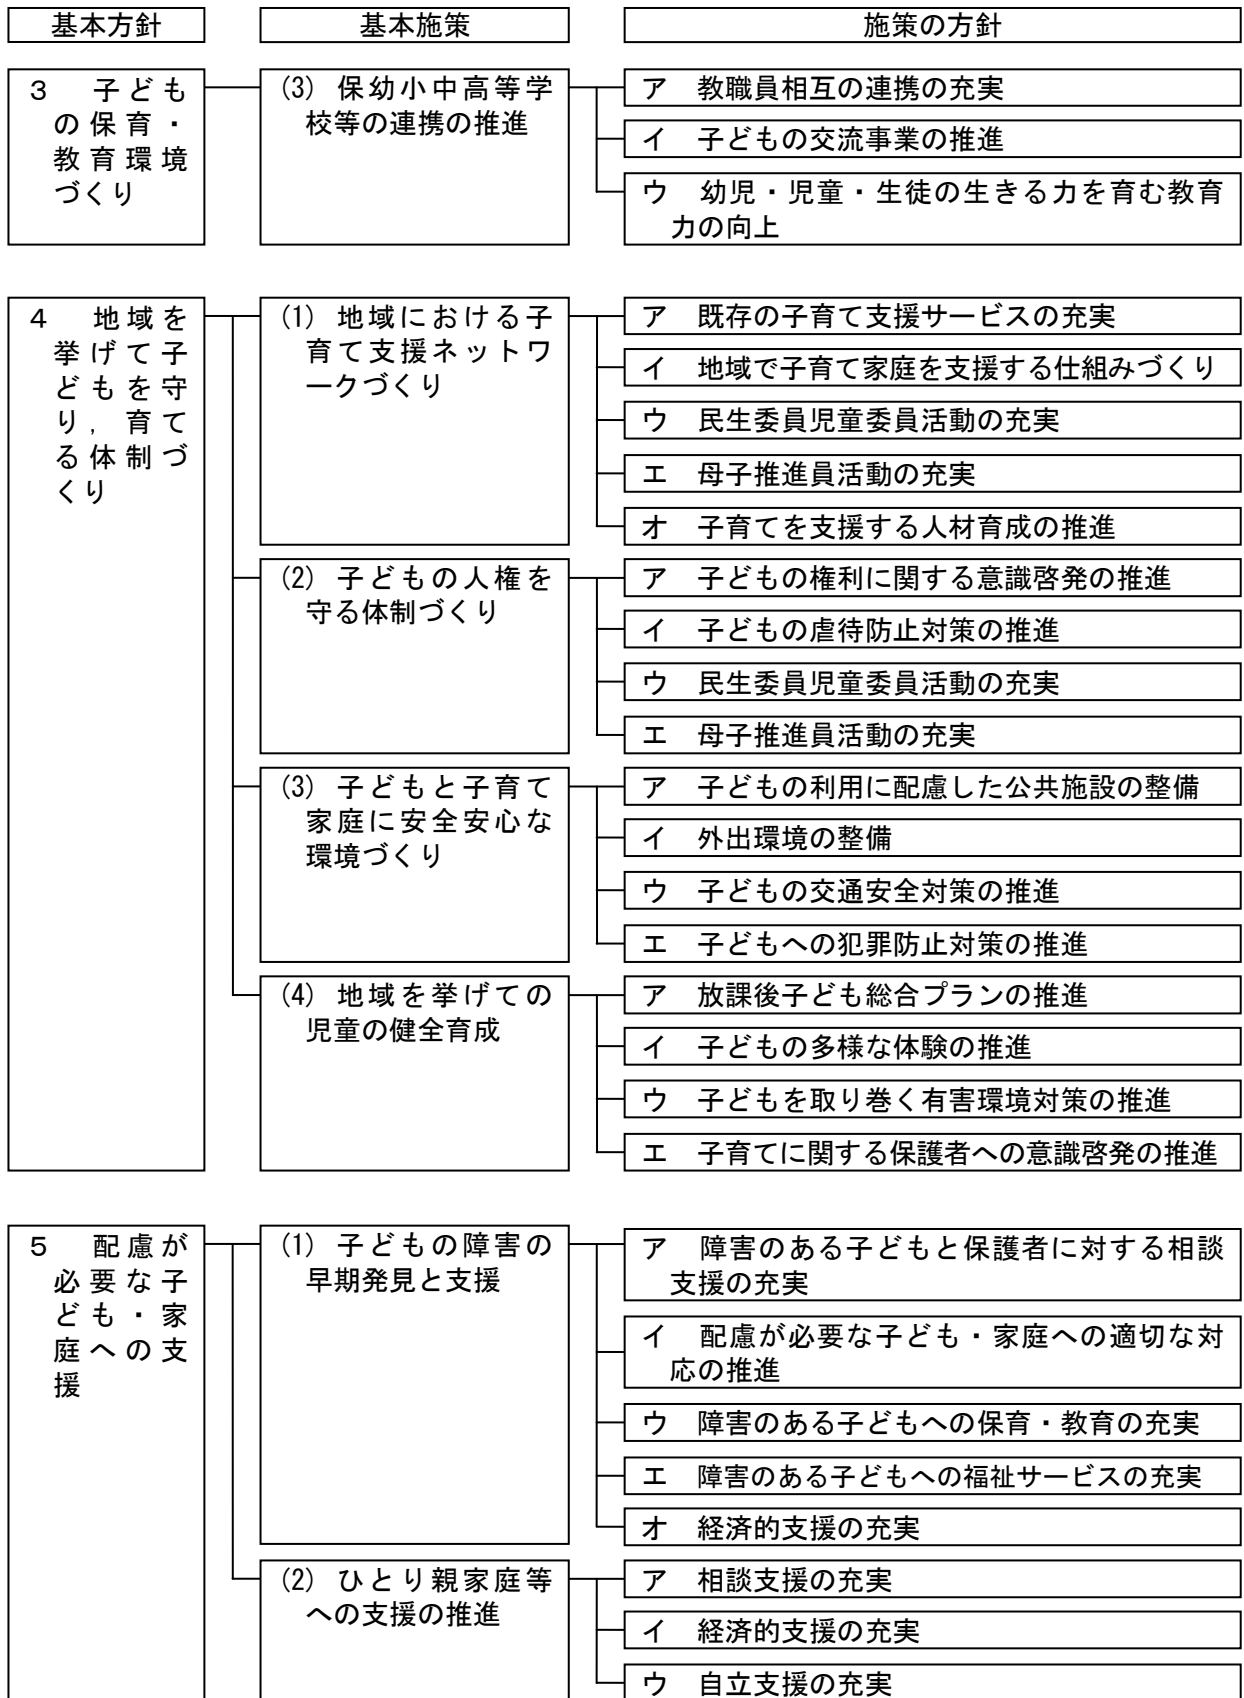 基本方針
基本施策
施策の方針
3 子ども
の保育・
教育環境
づくり
(3) 保幼小中高等学
校等の連携の推進
ア 教職員相互の連携の充実
イ 子どもの交流事業の推進
ウ 幼児・児童・生徒の生きる力を育む教育
力の向上
4 地域を
挙げて子
どもを守
り,育て
る体制づ
くり
(1) 地域における子
育て支援ネットワ
ークづくり
ア 既存の子育て支援サービスの充実
イ 地域で子育て家庭を支援する仕組みづくり
ウ 民生委員児童委員活動の充実
エ 母子推進員活動の充実
オ 子育てを支援する人材育成の推進
(2) 子どもの人権を
守る体制づくり
ア 子どもの権利に関する意識啓発の推進
イ 子どもの虐待防止対策の推進
ウ 民生委員児童委員活動の充実
エ 母子推進員活動の充実
(3) 子どもと子育て
家庭に安全安心な
環境づくり
ア 子どもの利用に配慮した公共施設の整備
イ 外出環境の整備
ウ 子どもの交通安全対策の推進
エ 子どもへの犯罪防止対策の推進
(4) 地域を挙げての
児童の健全育成
ア 放課後子ども総合プランの推進
イ 子どもの多様な体験の推進
ウ 子どもを取り巻く有害環境対策の推進
エ 子育てに関する保護者への意識啓発の推進
5 配慮が
必要な子
ども・家
庭への支
援
(1) 子どもの障害の
早期発見と支援
ア 障害のある子どもと保護者に対する相談
支援の充実
イ 配慮が必要な子ども・家庭への適切な対
応の推進
ウ 障害のある子どもへの保育・教育の充実
エ 障害のある子どもへの福祉サービスの充実
オ 経済的支援の充実
(2) ひとり親家庭等
への支援の推進
ア 相談支援の充実
イ 経済的支援の充実
ウ 自立支援の充実